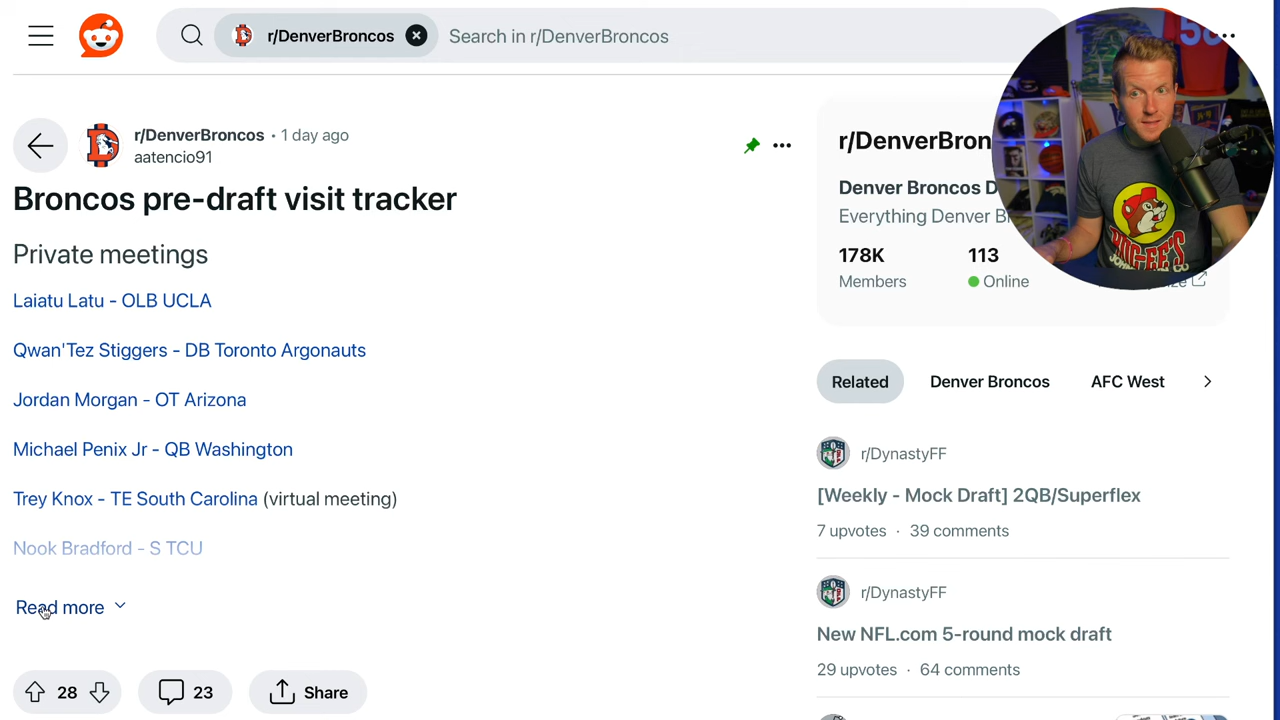 r/DenverBroncos
Search in r/DenverBroncos
r/DenverBroncos • 1 day ago
aatencio91
Broncos pre-draft visit tracker
Private meetings
Laiatu Latu - OLB UCLA
Qwan'Tez Stiggers - DB Toronto Argonauts
Jordan Morgan - OT Arizona
Michael Penix Jr - QB Washington
Trey Knox - TE South Carolina (virtual meeting)
Nook Bradford - S TCU
Read more
28
23
Share
r/DenverBron
Denver Broncos D
Everything Denver B
178K
113
Members
Online
Related
Denver Broncos
AFC West
r/DynastyFF
[Weekly - Mock Draft] 2QB/Superflex
7 upvotes · 39 comments
r/DynastyFF
New NFL.com 5-round mock draft
29 upvotes · 64 comments